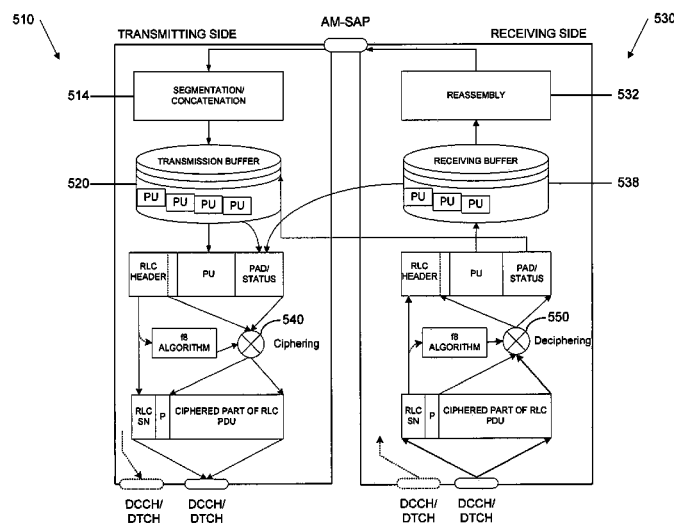 AM-SAP
510
TRANSMITTING SIDE
RECEIVING SIDE
530
514
SEGMENTATION/
CONCATENATION
REASSEMBLY
532
TRANSMISSION BUFFER
RECEIVING BUFFER
520
538
PU PU PU PU
PU PU PU
RLC
HEADER
PU
PAD/
STATUS
RLC
HEADER
PU
PAD/
STATUS
540
550
f8
ALGORITHM
Ciphering
f8
ALGORITHM
Deciphering
RLC
SN
P
CIPHERED PART OF RLC
PDU
RLC
SN
P
CIPHERED PART OF RLC
PDU
DCCH/
DTCH
DCCH/
DTCH
DCCH/
DTCH
DCCH/
DTCH